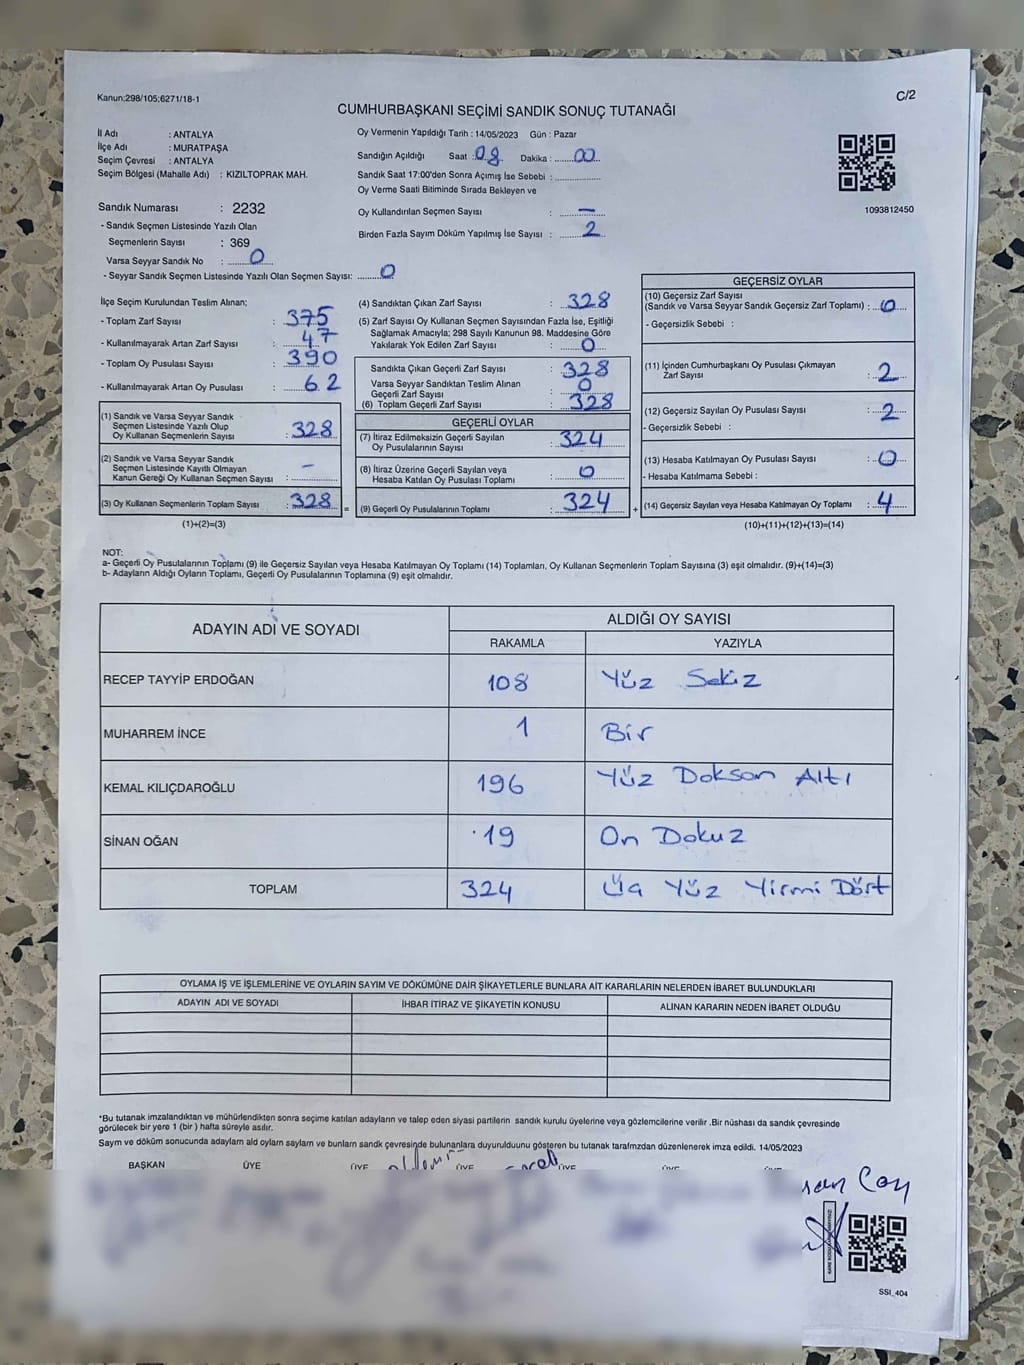 Kanun:298/105;6271/18-1
C/2
CUMHURBAŞKANI SEÇİMİ SANDIK SONUÇ TUTANAĞI
İl Adı : ANTALYA
İlçe Adı : MURATPAŞA
Seçim Çevresi : ANTALYA
Seçim Bölgesi (Mahalle Adı) : KIZILTOPRAK MAH.
Oy Vermenin Yapıldığı Tarih : 14/05/2023 Gün : Pazar
Sandığın Açıldığı Saat : 08 Dakika : 00
Sandık Saat 17:00'den Sonra Açımış İse Sebebi :
Oy Verme Saati Bitiminde Sırada Bekleyen ve
Oy Kullandırılan Seçmen Sayısı : –
Birden Fazla Sayım Döküm Yapılmış İse Sayısı : 2
1093812450
Sandık Numarası : 2232
- Sandık Seçmen Listesinde Yazılı Olan
Seçmenlerin Sayısı : 369
Varsa Seyyar Sandık No : 0
- Seyyar Sandık Seçmen Listesinde Yazılı Olan Seçmen Sayısı: 0
İlçe Seçim Kurulundan Teslim Alınan;
- Toplam Zarf Sayısı : 375
- Kullanılmayarak Artan Zarf Sayısı : 47
- Toplam Oy Pusulası Sayısı : 390
- Kullanılmayarak Artan Oy Pusulası : 62
(1) Sandık ve Varsa Seyyar Sandık
Seçmen Listesinde Yazılı Olup
Oy Kullanan Seçmenlerin Sayısı : 328
(2) Sandık ve Varsa Seyyar Sandık
Seçmen Listesinde Kayıtlı Olmayan
Kanun Gereği Oy Kullanan Seçmen Sayısı : –
(3) Oy Kullanan Seçmenlerin Toplam Sayısı : 328
(1)+(2)=(3)
(4) Sandıktan Çıkan Zarf Sayısı : 328
(5) Zarf Sayısı Oy Kullanan Seçmen Sayısından Fazla İse, Eşitliği
Sağlamak Amacıyla; 298 Sayılı Kanunun 98. Maddesine Göre
Yakılarak Yok Edilen Zarf Sayısı : 0
Sandıkta Çıkan Geçerli Zarf Sayısı : 328
Varsa Seyyar Sandıktan Teslim Alınan
Geçerli Zarf Sayısı : 0
(6) Toplam Geçerli Zarf Sayısı : 328
GEÇERLİ OYLAR
(7) İtiraz Edilmeksizin Geçerli Sayılan
Oy Pusulalarının Sayısı : 324
(8) İtiraz Üzerine Geçerli Sayılan veya
Hesaba Katılan Oy Pusulası Toplamı : 0
= (9) Geçerli Oy Pusulalarının Toplamı : 324 +
GEÇERSİZ OYLAR
(10) Geçersiz Zarf Sayısı
(Sandık ve Varsa Seyyar Sandık Geçersiz Zarf Toplamı) : 0
- Geçersizlik Sebebi :
(11) İçinden Cumhurbaşkanı Oy Pusulası Çıkmayan
Zarf Sayısı : 2
(12) Geçersiz Sayılan Oy Pusulası Sayısı : 2
- Geçersizlik Sebebi :
(13) Hesaba Katılmayan Oy Pusulası Sayısı : 0
- Hesaba Katılmama Sebebi :
(14) Geçersiz Sayılan veya Hesaba Katılmayan Oy Toplamı : 4
(10)+(11)+(12)+(13)=(14)
NOT:
a- Geçerli Oy Pusulalarının Toplamı (9) ile Geçersiz Sayılan veya Hesaba Katılmayan Oy Toplamı (14) Toplamları, Oy Kullanan Seçmenlerin Toplam Sayısına (3) eşit olmalıdır. (9)+(14)=(3)
b- Adayların Aldığı Oyların Toplamı, Geçerli Oy Pusulalarının Toplamına (9) eşit olmalıdır.
ADAYIN ADI VE SOYADI
ALDIĞI OY SAYISI
RAKAMLA YAZIYLA
RECEP TAYYİP ERDOĞAN 108 Yüz Sekiz
MUHARREM İNCE 1 Bir
KEMAL KILIÇDAROĞLU 196 Yüz Doksan Altı
SİNAN OĞAN 19 On Dokuz
TOPLAM 324 Üç Yüz Yirmi Dört
OYLAMA İŞ VE İŞLEMLERİNE VE OYLARIN SAYIM VE DÖKÜMÜNE DAİR ŞİKAYETLERLE BUNLARA AİT KARARLARIN NELERDEN İBARET BULUNDUKLARI
ADAYIN ADI VE SOYADI İHBAR İTİRAZ VE ŞİKAYETİN KONUSU ALINAN KARARIN NEDEN İBARET OLDUĞU
*Bu tutanak imzalandıktan ve mühürlendikten sonra seçime katılan adayların ve talep eden siyasi partilerin sandık kurulu üyelerine veya gözlemcilerine verilir .Bir nüshası da sandık çevresinde
görülecek bir yere 1 (bir ) hafta süreyle asılır.
Sayım ve döküm sonucunda adaylam ald oylam saylam ve bunlam sandk çevresinde bulunanlara duyurulduunu gösteren bu tutanak tarafmzdan düzenlenerek imza edildi. 14/05/2023
BAŞKAN ÜYE ÜYE ÜYE ÜYE
SSI_404